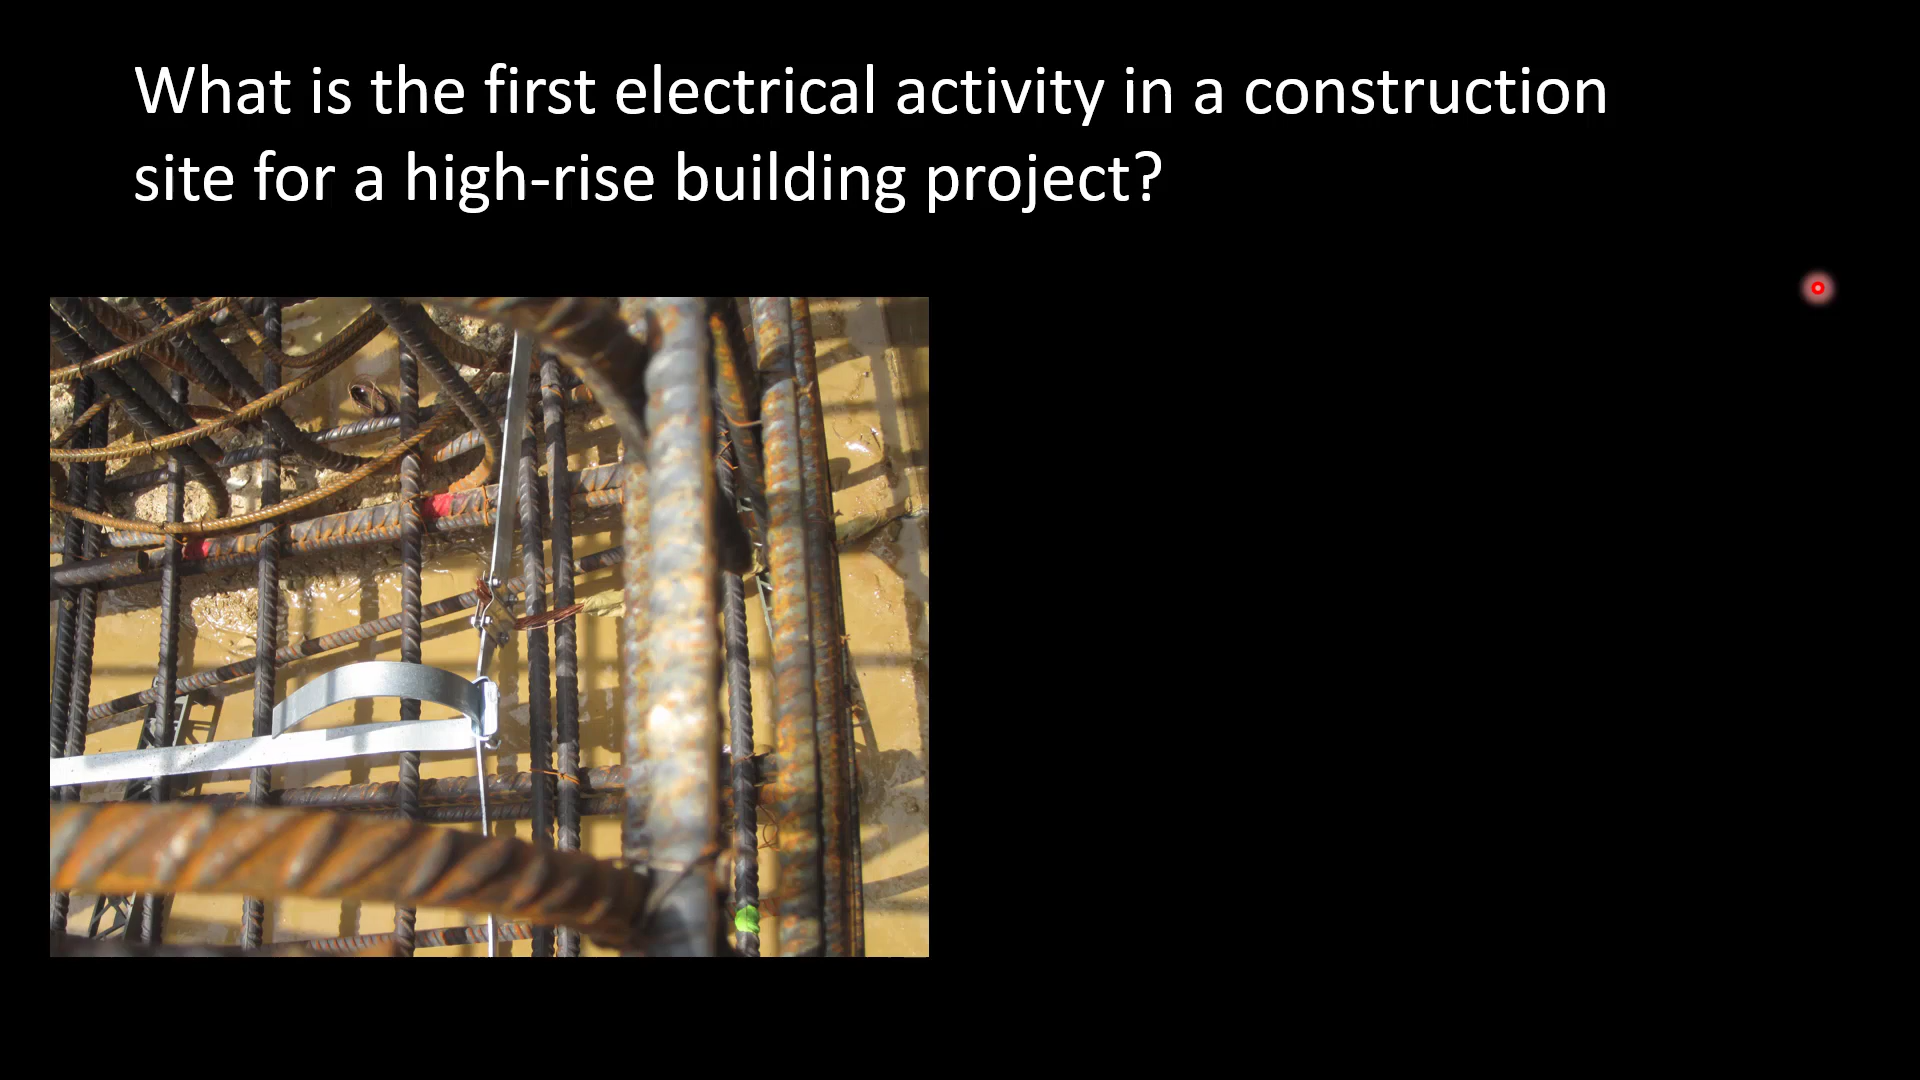 What is the first electrical activity in a construction
site for a high-rise building project?